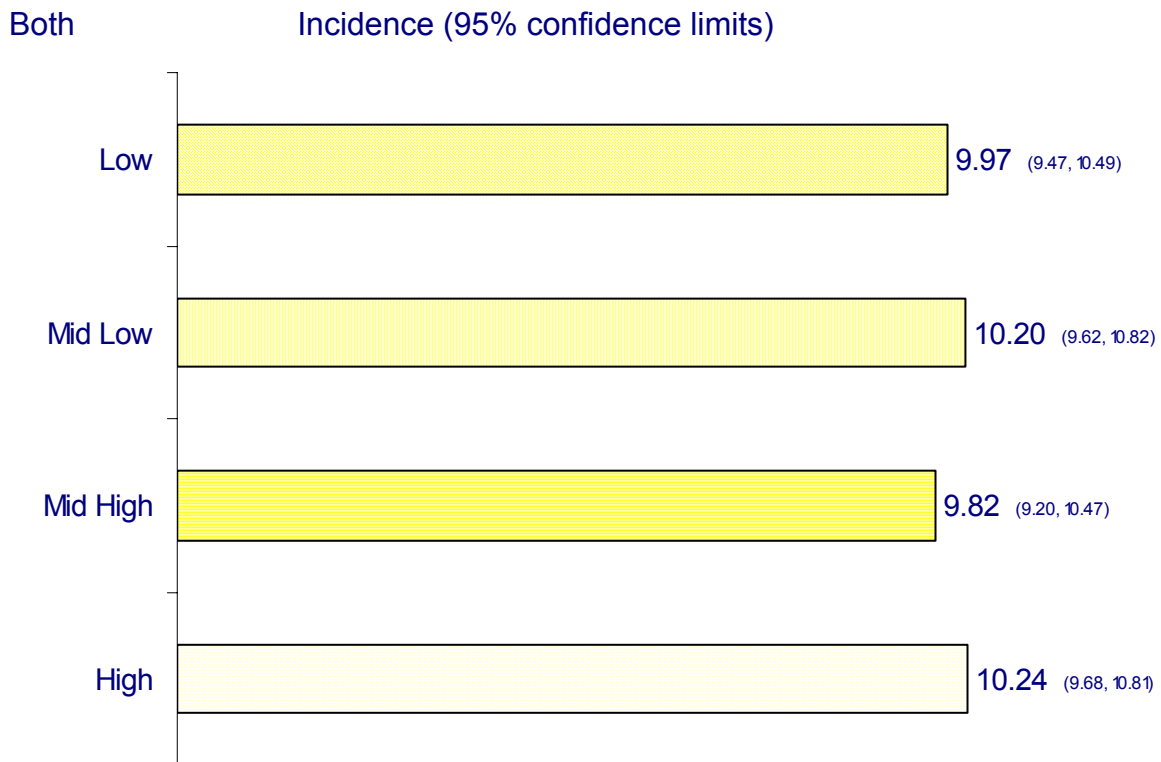 Both Incidence (95% confidence limits)
Low 9.97 (9.47, 10.49)
Mid Low 10.20 (9.62, 10.82)
Mid High 9.82 (9.20, 10.47)
High 10.24 (9.68, 10.81)